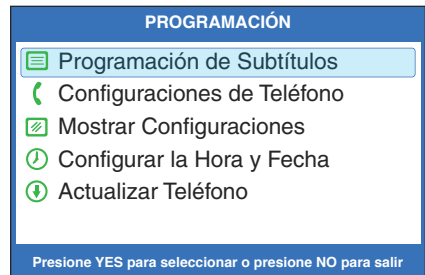 PROGRAMACIÓN
Programación de Subtítulos
Configuraciones de Teléfono
Mostrar Configuraciones
Configurar la Hora y Fecha
Actualizar Teléfono
Presione YES para seleccionar o presione NO para salir